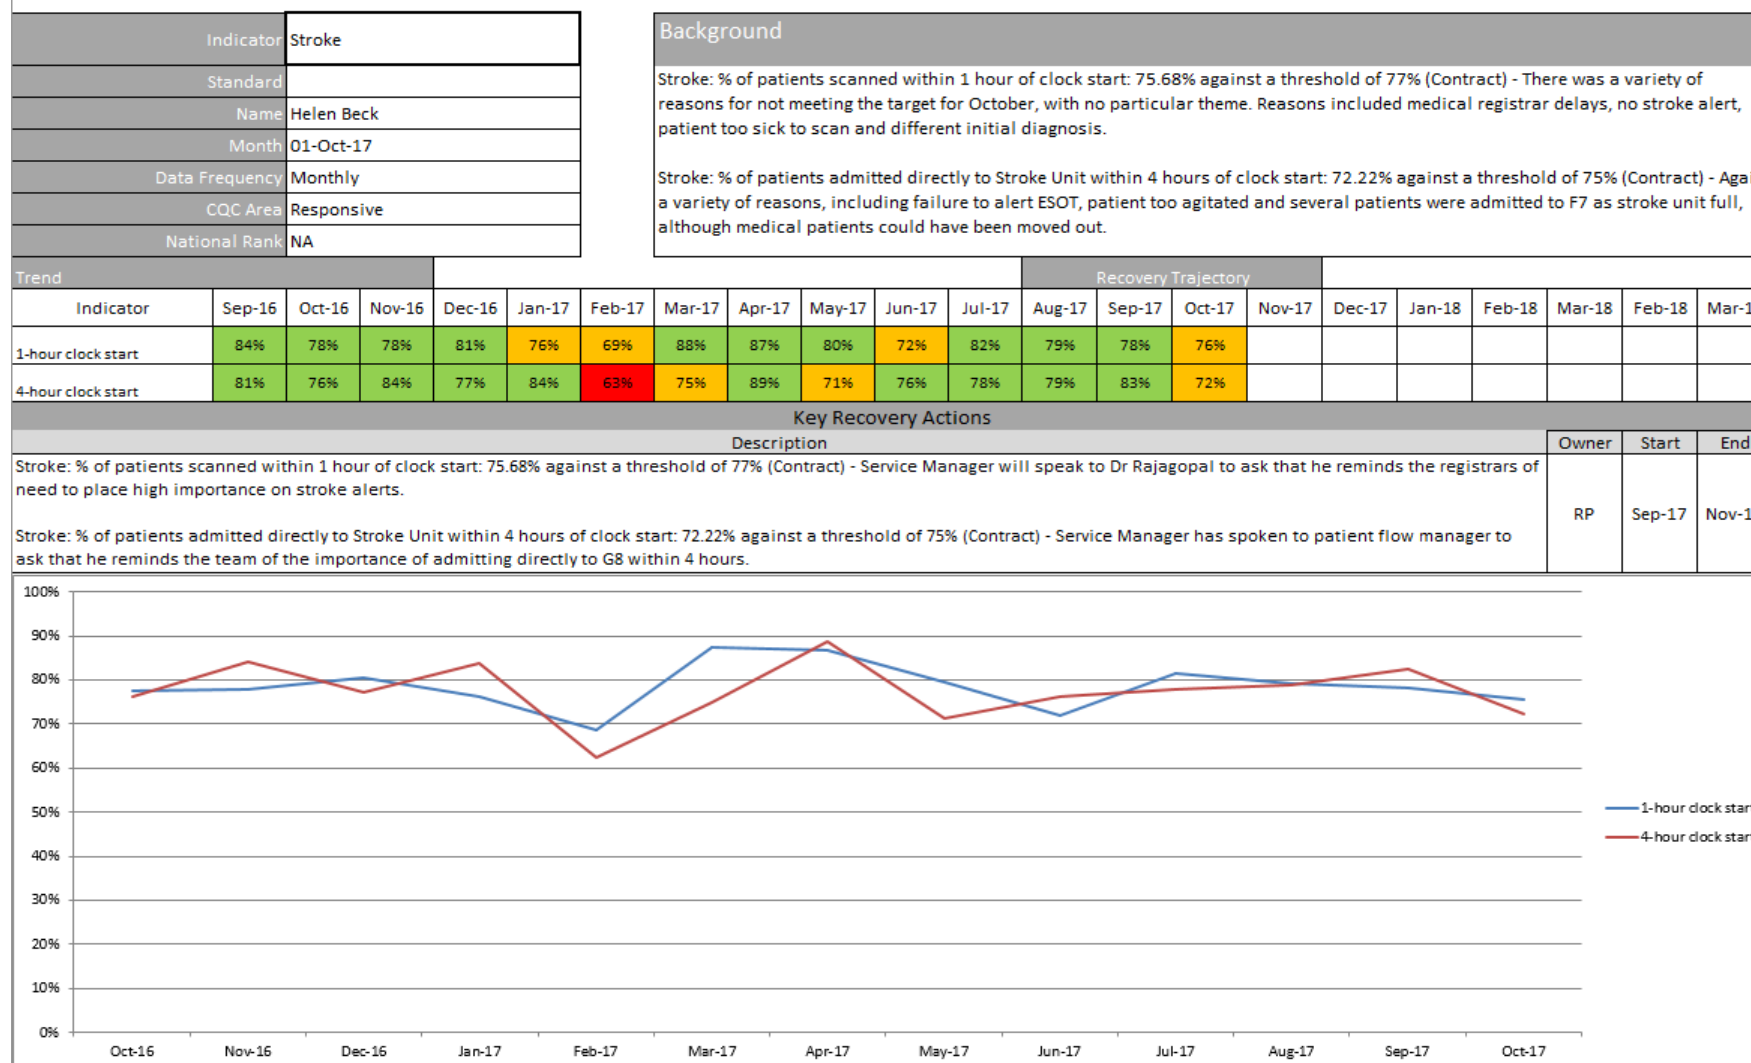 Indicator Stroke
Standard
Name Helen Beck
Month 01-Oct-17
Data Frequency Monthly
CQC Area Responsive
National Rank NA
Background
Stroke: % of patients scanned within 1 hour of clock start: 75.68% against a threshold of 77% (Contract) - There was a variety of
reasons for not meeting the target for October, with no particular theme. Reasons included medical registrar delays, no stroke alert,
patient too sick to scan and different initial diagnosis.
Stroke: % of patients admitted directly to Stroke Unit within 4 hours of clock start: 72.22% against a threshold of 75% (Contract) - Agai
a variety of reasons, including failure to alert ESOT, patient too agitated and several patients were admitted to F7 as stroke unit full,
although medical patients could have been moved out.
Trend Recovery Trajectory
Indicator Sep-16 Oct-16 Nov-16 Dec-16 Jan-17 Feb-17 Mar-17 Apr-17 May-17 Jun-17 Jul-17 Aug-17 Sep-17 Oct-17 Nov-17 Dec-17 Jan-18 Feb-18 Mar-18 Feb-18 Mar-1
1-hour clock start 84% 78% 78% 81% 76% 69% 88% 87% 80% 72% 82% 79% 78% 76%
4-hour clock start 81% 76% 84% 77% 84% 63% 75% 89% 71% 76% 78% 79% 83% 72%
Key Recovery Actions
Description Owner Start End
Stroke: % of patients scanned within 1 hour of clock start: 75.68% against a threshold of 77% (Contract) - Service Manager will speak to Dr Rajagopal to ask that he reminds the registrars of
need to place high importance on stroke alerts.
Stroke: % of patients admitted directly to Stroke Unit within 4 hours of clock start: 72.22% against a threshold of 75% (Contract) - Service Manager has spoken to patient flow manager to
ask that he reminds the team of the importance of admitting directly to G8 within 4 hours.
RP Sep-17 Nov-1
100%
90%
80%
70%
60%
50%
40%
30%
20%
10%
0%
Oct-16 Nov-16 Dec-16 Jan-17 Feb-17 Mar-17 Apr-17 May-17 Jun-17 Jul-17 Aug-17 Sep-17 Oct-17
1-hour clock star
4-hour clock star